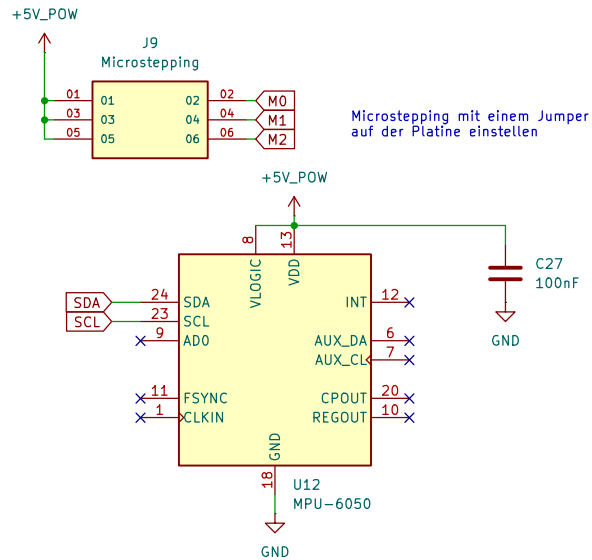 +5V_POW
J9
Microstepping
01 01 02 02 M0
03 03 04 04 M1
05 05 06 06 M2
Microstepping mit einem Jumper
auf der Platine einstellen
+5V_POW
8 13
VLOGIC VDD
C27
100nF
GND
SDA 24 SDA INT 12
SCL 23 SCL
9 AD0 AUX_DA 6
AUX_CL 7
11 FSYNC CPOUT 20
1 CLKIN REGOUT 10
GND
18
U12
MPU-6050
GND